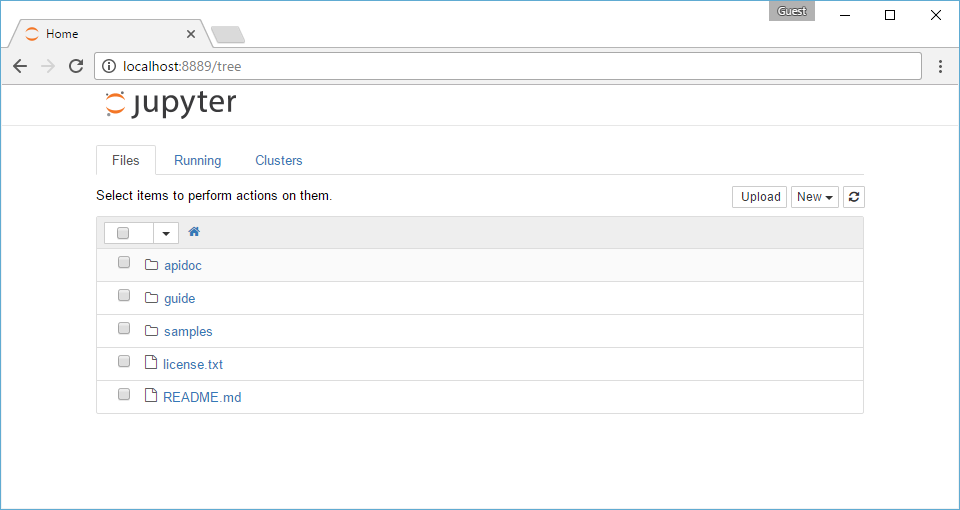 Guest
Home
localhost:8889/tree
jupyter
Files Running Clusters
Select items to perform actions on them. Upload New
apidoc
guide
samples
license.txt
README.md